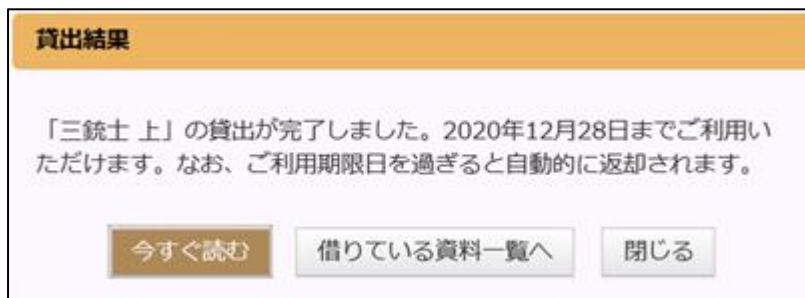 貸出結果
「三銃士 上」の貸出が完了しました。2020年12月28日までご利用い
ただけます。なお、ご利用期限日を過ぎると自動的に返却されます。
今すぐ読む 借りている資料一覧へ 閉じる